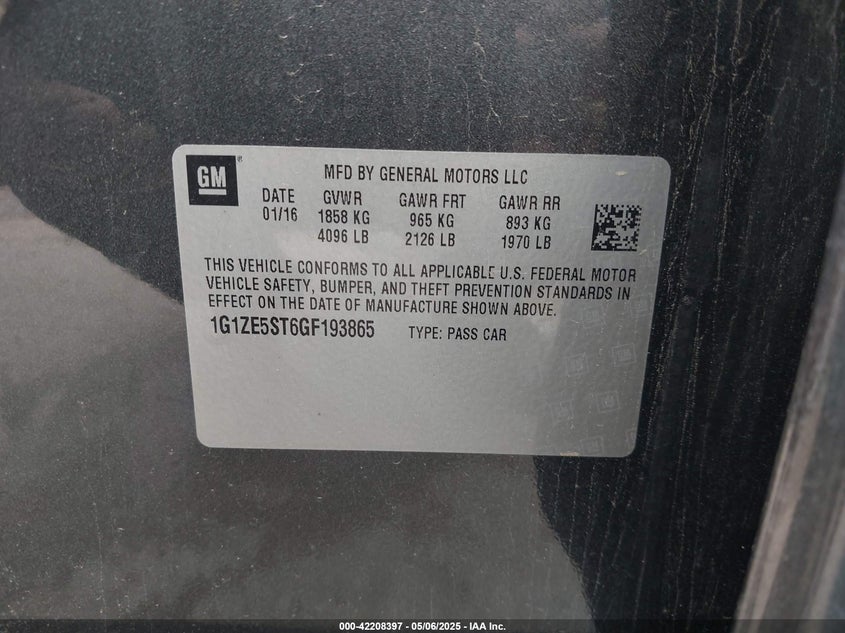 GM
®
MFD BY GENERAL MOTORS LLC
DATE GVWR GAWR FRT GAWR RR
01/16 1858 KG 965 KG 893 KG
4096 LB 2126 LB 1970 LB
THIS VEHICLE CONFORMS TO ALL APPLICABLE U.S. FEDERAL MOTOR
VEHICLE SAFETY, BUMPER, AND THEFT PREVENTION STANDARDS IN
EFFECT ON THE DATE OF MANUFACTURE SHOWN ABOVE.
1G1ZE5ST6GF193865 TYPE: PASS CAR
000-42208397 - 05/06/2025 - IAA Inc.